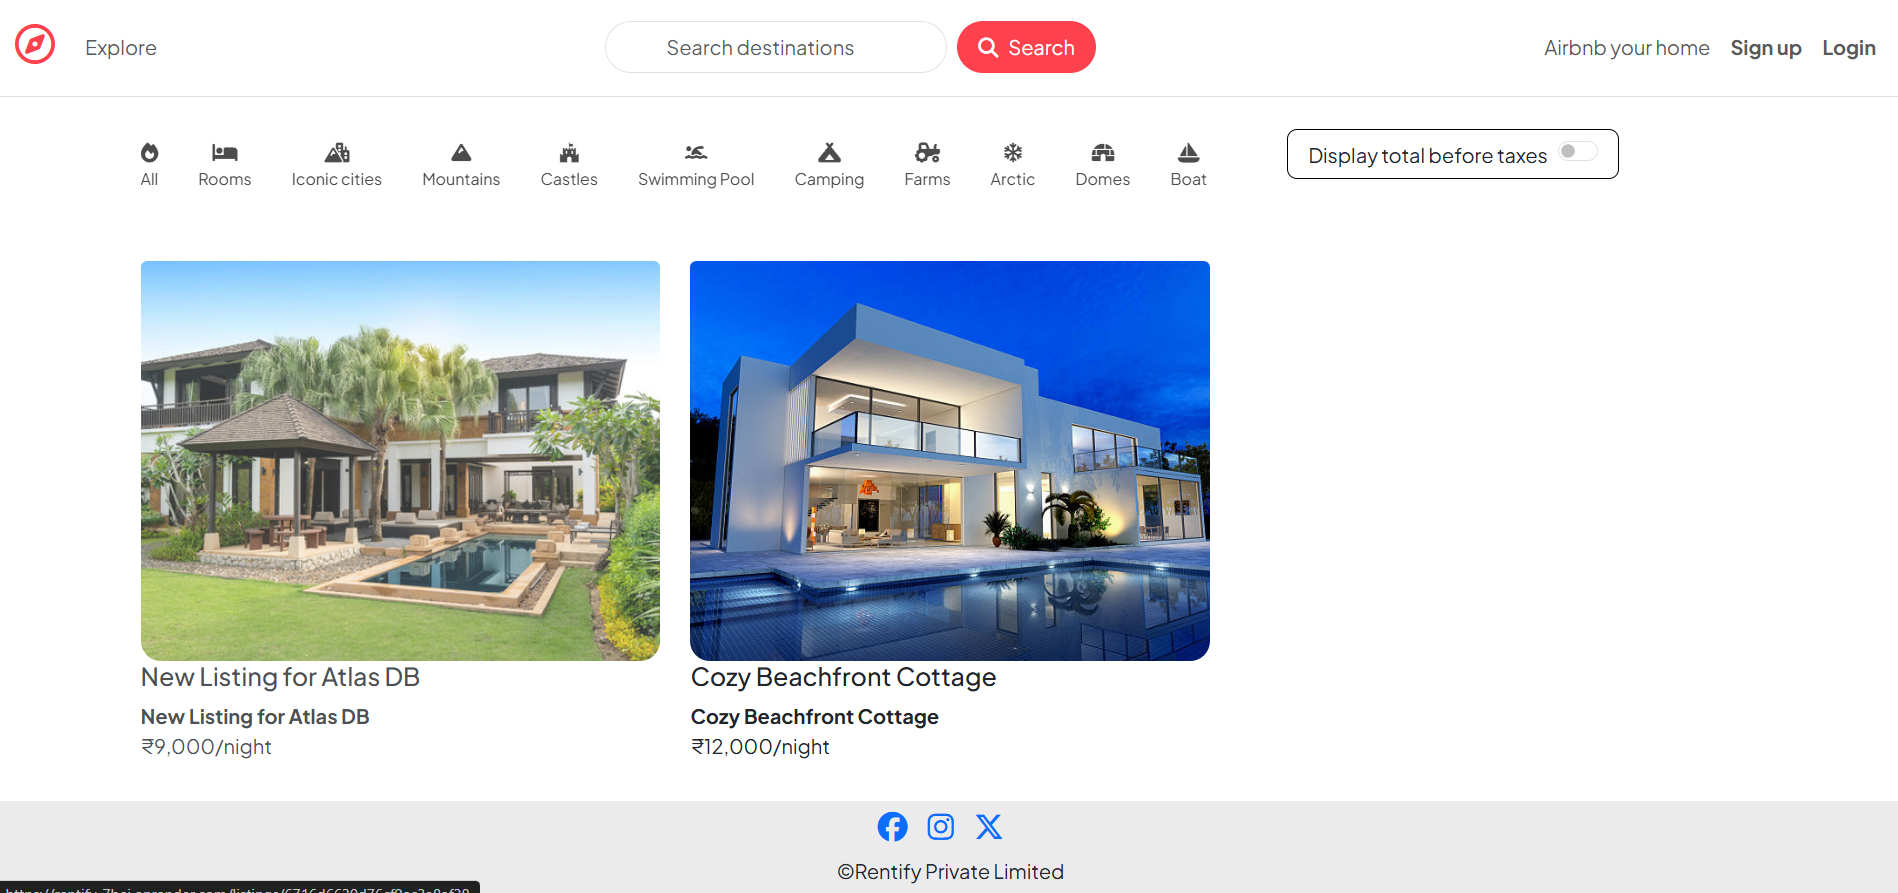 Explore
Search destinations
Search
Airbnb your home
Sign up
Login
All
Rooms
Iconic cities
Mountains
Castles
Swimming Pool
Camping
Farms
Arctic
Domes
Boat
Display total before taxes
New Listing for Atlas DB
New Listing for Atlas DB
₹9,000/night
Cozy Beachfront Cottage
Cozy Beachfront Cottage
₹12,000/night
©Rentify Private Limited